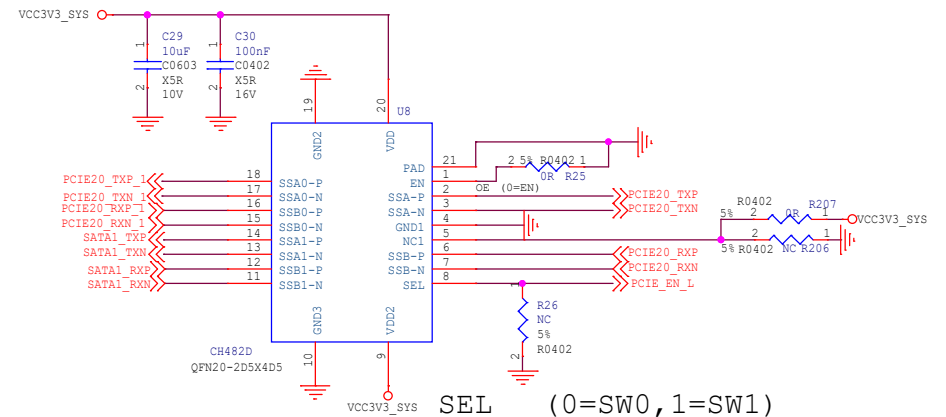 VCC3V3_SYS
C29
10uF
C0603
X5R
10V
1
2
C30
100nF
C0402
X5R
16V
1
2
19
20
U8
GND2
VDD
PAD
EN
SSA-P
SSA-N
GND1
NC1
SSB-P
SSB-N
SEL
SSA0-P
SSA0-N
SSB0-P
SSB0-N
SSA1-P
SSA1-N
SSB1-P
SSB1-N
GND3
VDD2
PCIE20_TXP_1 18
PCIE20_TXN_1 17
PCIE20_RXP_1 16
PCIE20_RXN_1 15
SATA1_TXP 14
SATA1_TXN 13
SATA1_RXP 12
SATA1_RXN 11
21
1
2
3
4
5
6
7
8
2 5% R0402 1
0R R25
OE (0=EN)
PCIE20_TXP
PCIE20_TXN
R0402 R207
5% 2 0R 1
VCC3V3_SYS
2 1
5% R0402 NC R206
PCIE20_RXP
PCIE20_RXN
PCIE_EN_L
1
R26
NC
5%
R0402
2
CH482D
QFN20-2D5X4D5
10
9
VCC3V3_SYS
SEL (0=SW0,1=SW1)